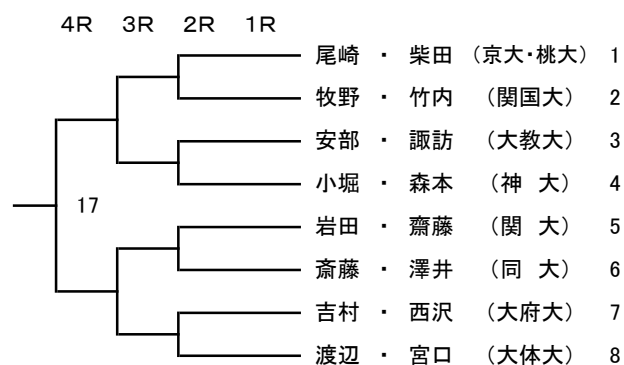 ４R ３R ２R １R
尾崎 ・ 柴田 （京大・桃大） 1
牧野 ・ 竹内 （関国大） 2
安部 ・ 諏訪 （大教大） 3
小堀 ・ 森本 （神 大） 4
17
岩田 ・ 齋藤 （関 大） 5
斎藤 ・ 澤井 （同 大） 6
吉村 ・ 西沢 （大府大） 7
渡辺 ・ 宮口 （大体大） 8